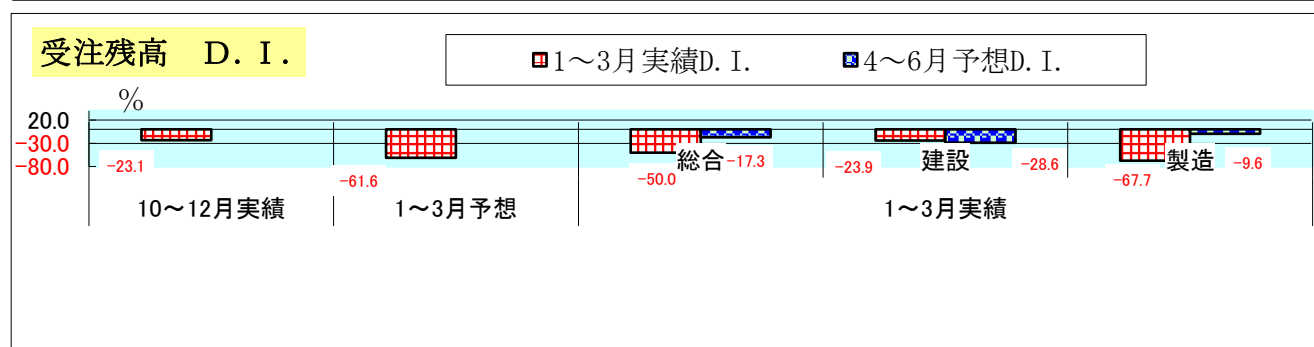 受注残高　Ｄ．Ｉ．
1～3月実績D.I.
4～6月予想D.I.
%
20.0
-30.0
-80.0
-23.1
-61.6
-50.0
総合
-17.3
-23.9
建設
-28.6
-67.7
製造
-9.6
10～12月実績
1～3月予想
1～3月実績